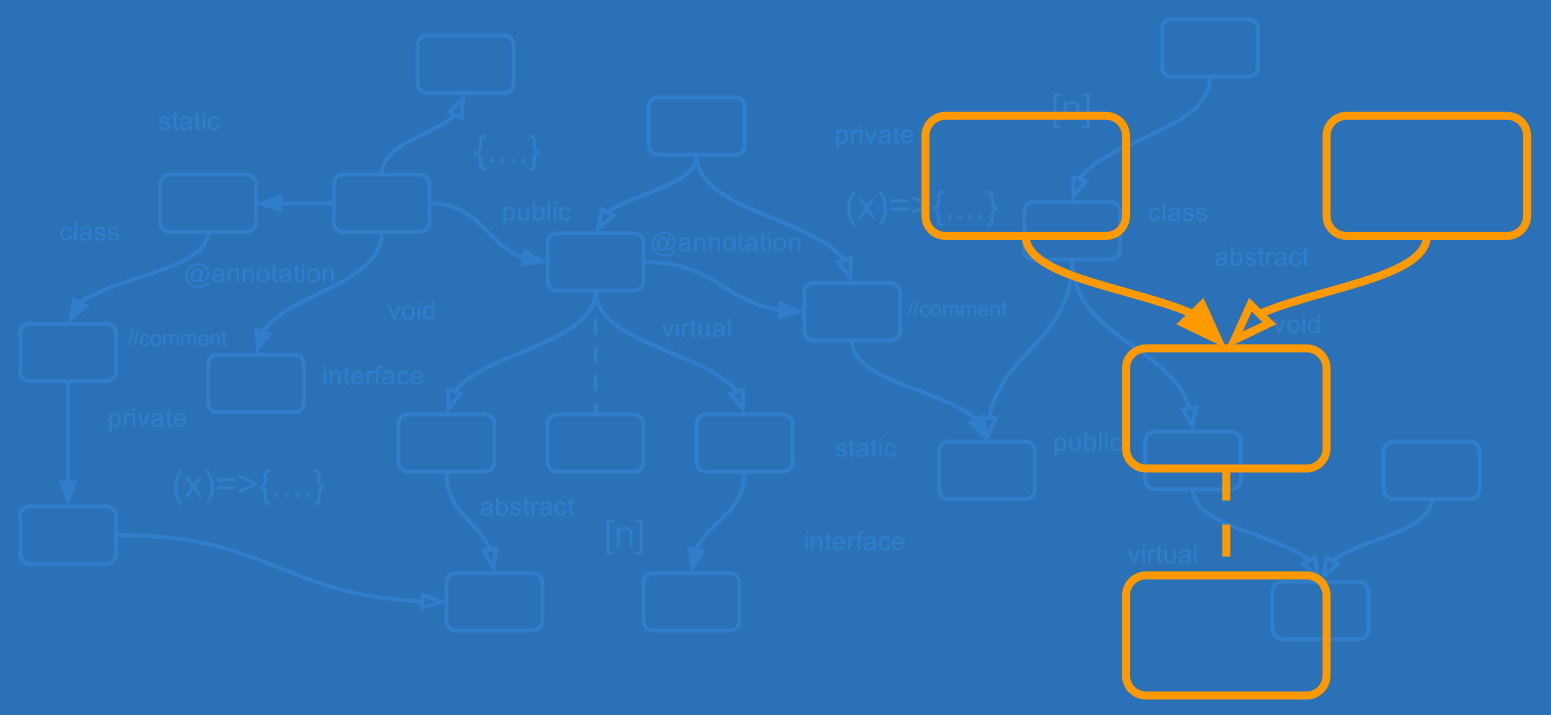 [n]
static
private
{....}
(x)=>{....}
public
class
class
@annotation
abstract
@annotation
void
//comment
void
virtual
//comment
interface
private
public
static
(x)=>{....}
abstract
[n]
interface
virtual